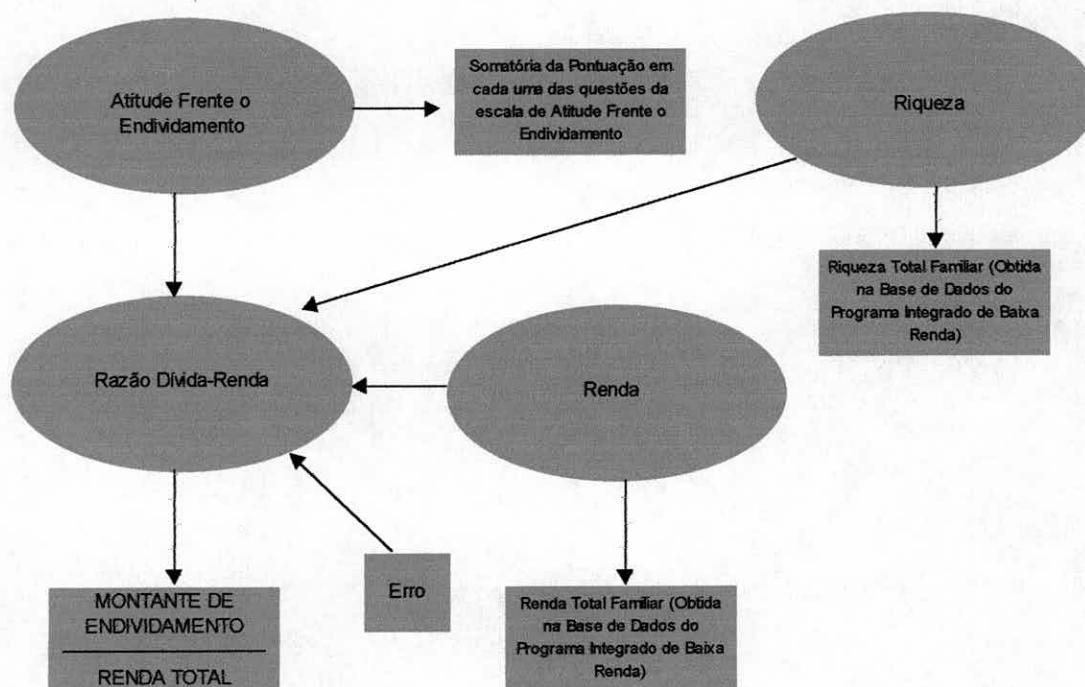 Atitude Frente o
Endividamento
Somatória da Pontuação em
cada uma das questões da
escala de Atitude Frente o
Endividamento
Riqueza
Riqueza Total Familiar (Obtida
na Base de Dados do
Programa Integrado de Baixa
Renda)
Razão Dívida-Renda
Renda
Erro
MONTANTE DE
ENDIVIDAMENTO
RENDA TOTAL
Renda Total Familiar (Obtida
na Base de Dados do
Programa Integrado de Baixa
Renda)